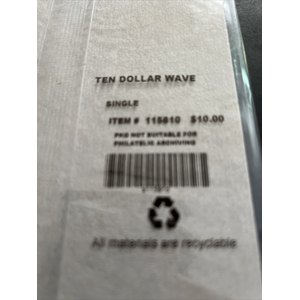 TEN DOLLAR WAVE
SINGLE
ITEM # 115810 $10.00
PKG NOT SUITABLE FOR
PHILATELIC ARCHIVING
All materials are recyclable